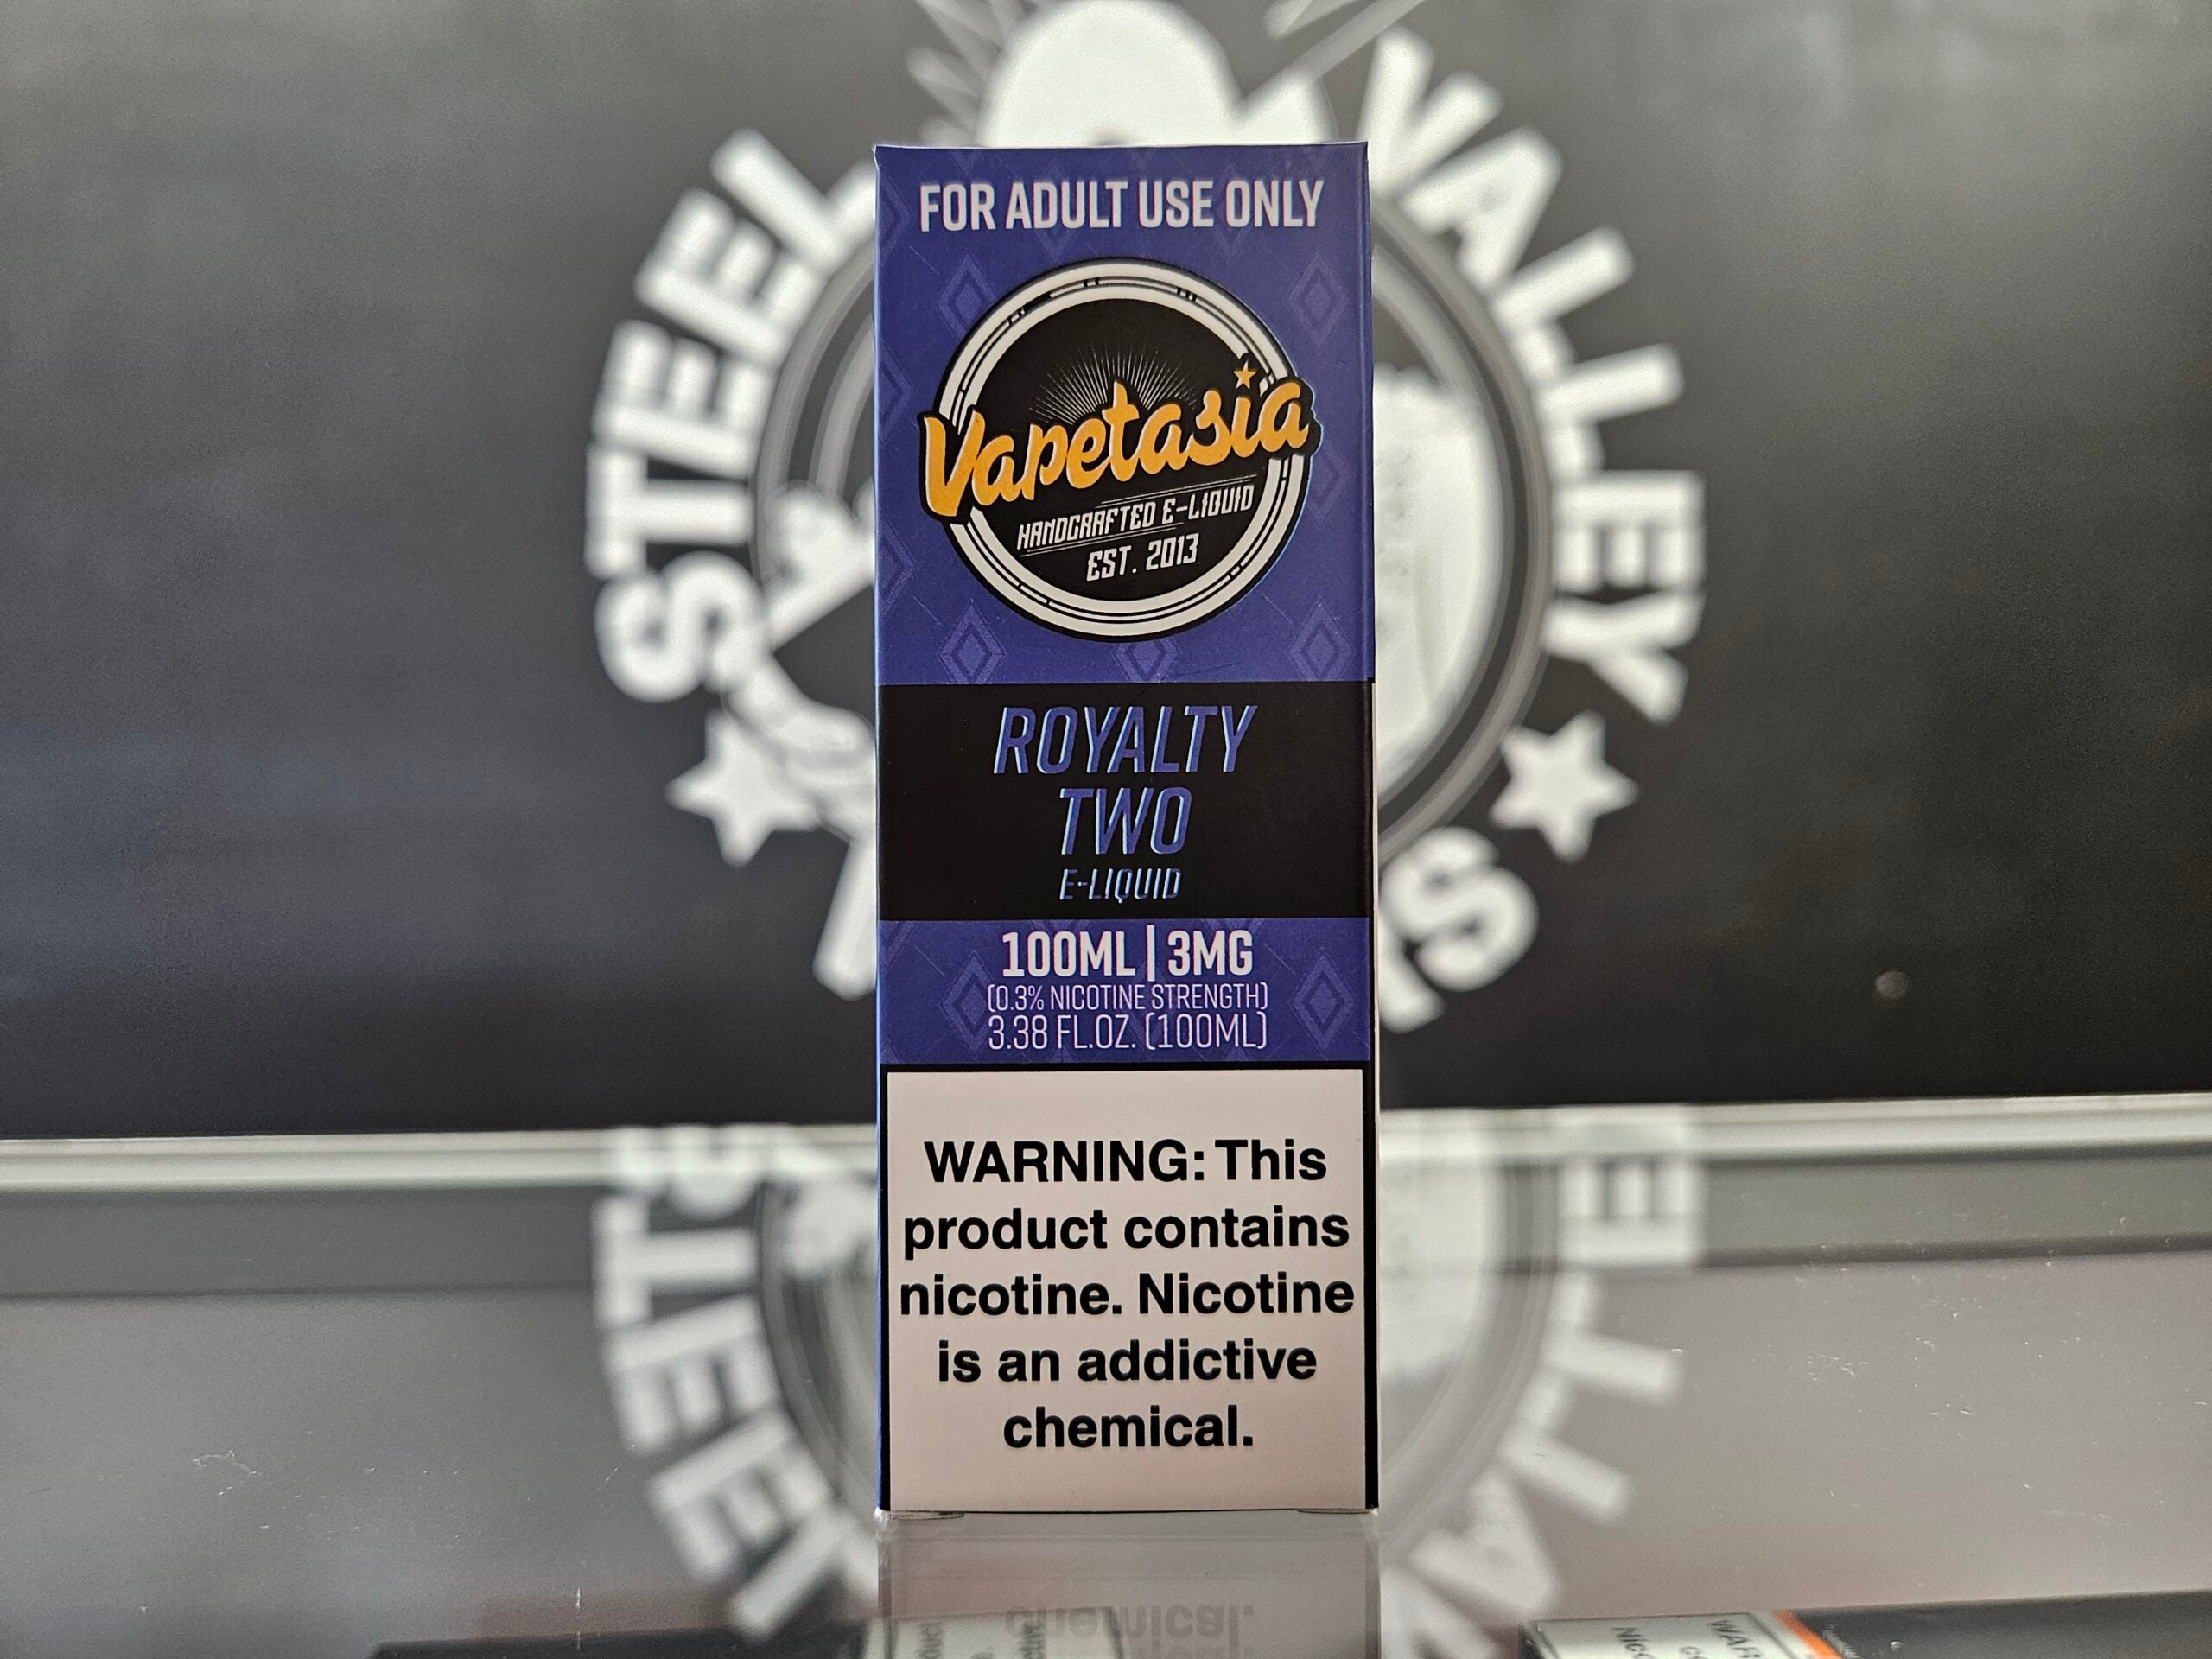 STEEL VALLEY
FOR ADULT USE ONLY
Vapetasia
HANDCRAFTED E-LIQUID
EST. 2013
ROYALTY
TWO
E-LIQUID
100ML | 3MG
(0.3% NICOTINE STRENGTH)
3.38 FL.OZ. (100ML)
WARNING: This
product contains
nicotine. Nicotine
is an addictive
chemical.
chemical.